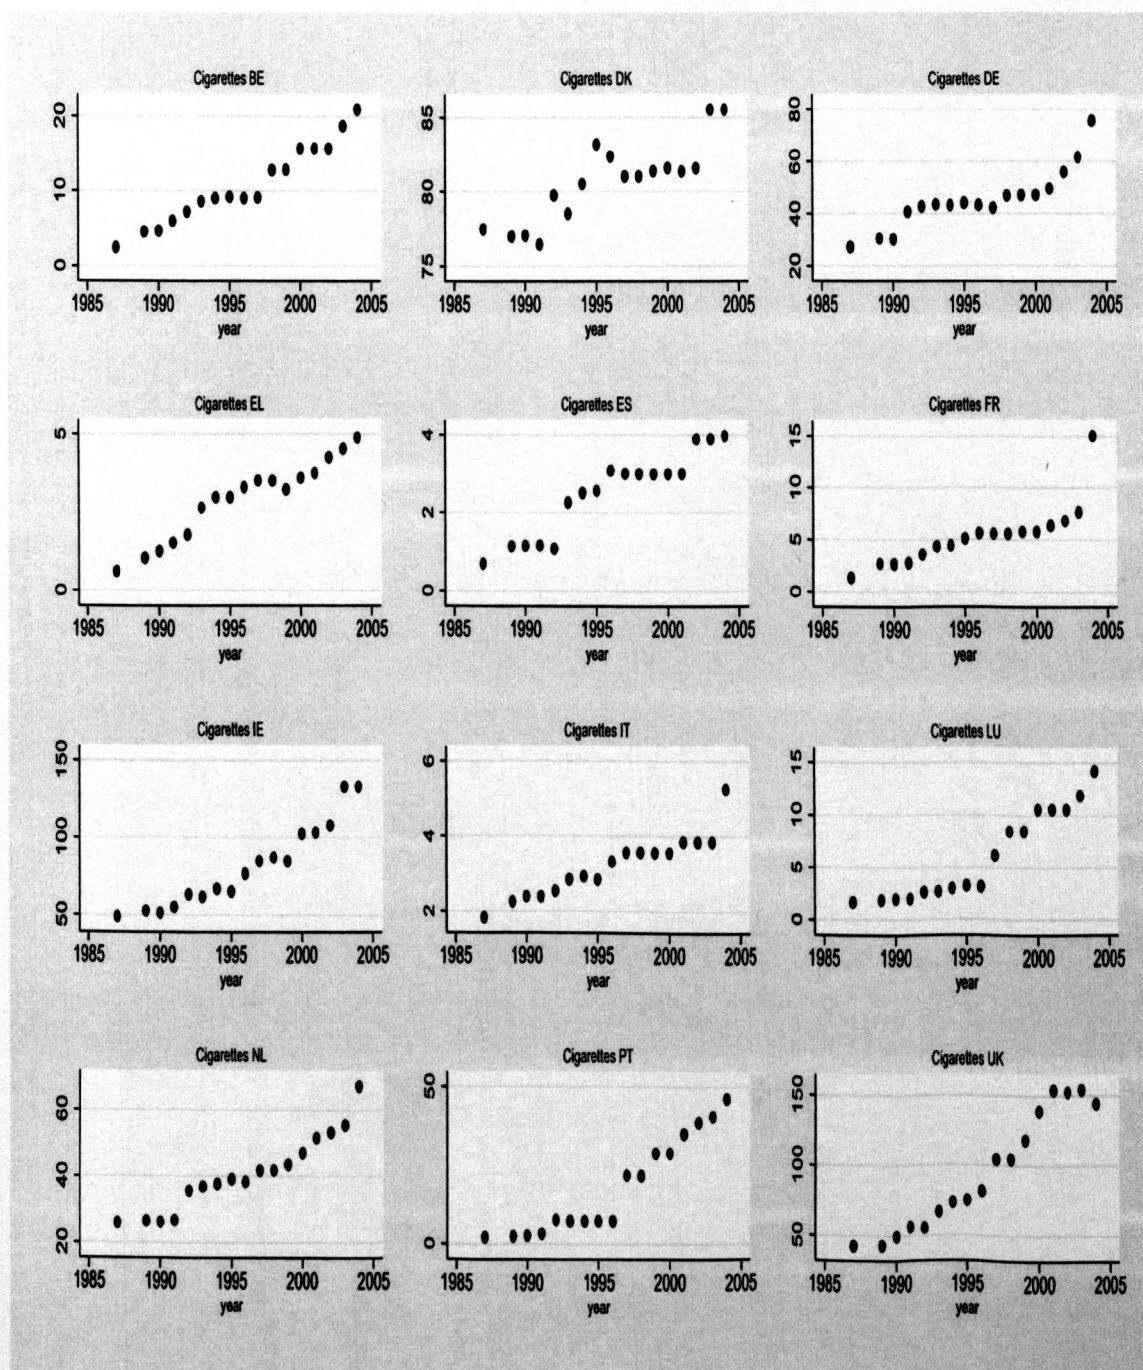 Cigarettes BE
20
10
0
1985 1990 1995 2000 2005
year
Cigarettes DK
85
80
75
1985 1990 1995 2000 2005
year
Cigarettes DE
80
60
40
20
1985 1990 1995 2000 2005
year
Cigarettes EL
5
0
1985 1990 1995 2000 2005
year
Cigarettes ES
4
2
0
1985 1990 1995 2000 2005
year
Cigarettes FR
15
10
5
0
1985 1990 1995 2000 2005
year
Cigarettes IE
150
100
50
1985 1990 1995 2000 2005
year
Cigarettes IT
6
4
2
1985 1990 1995 2000 2005
year
Cigarettes LU
15
10
5
0
1985 1990 1995 2000 2005
year
Cigarettes NL
60
40
20
1985 1990 1995 2000 2005
year
Cigarettes PT
50
0
1985 1990 1995 2000 2005
year
Cigarettes UK
150
100
50
1985 1990 1995 2000 2005
year